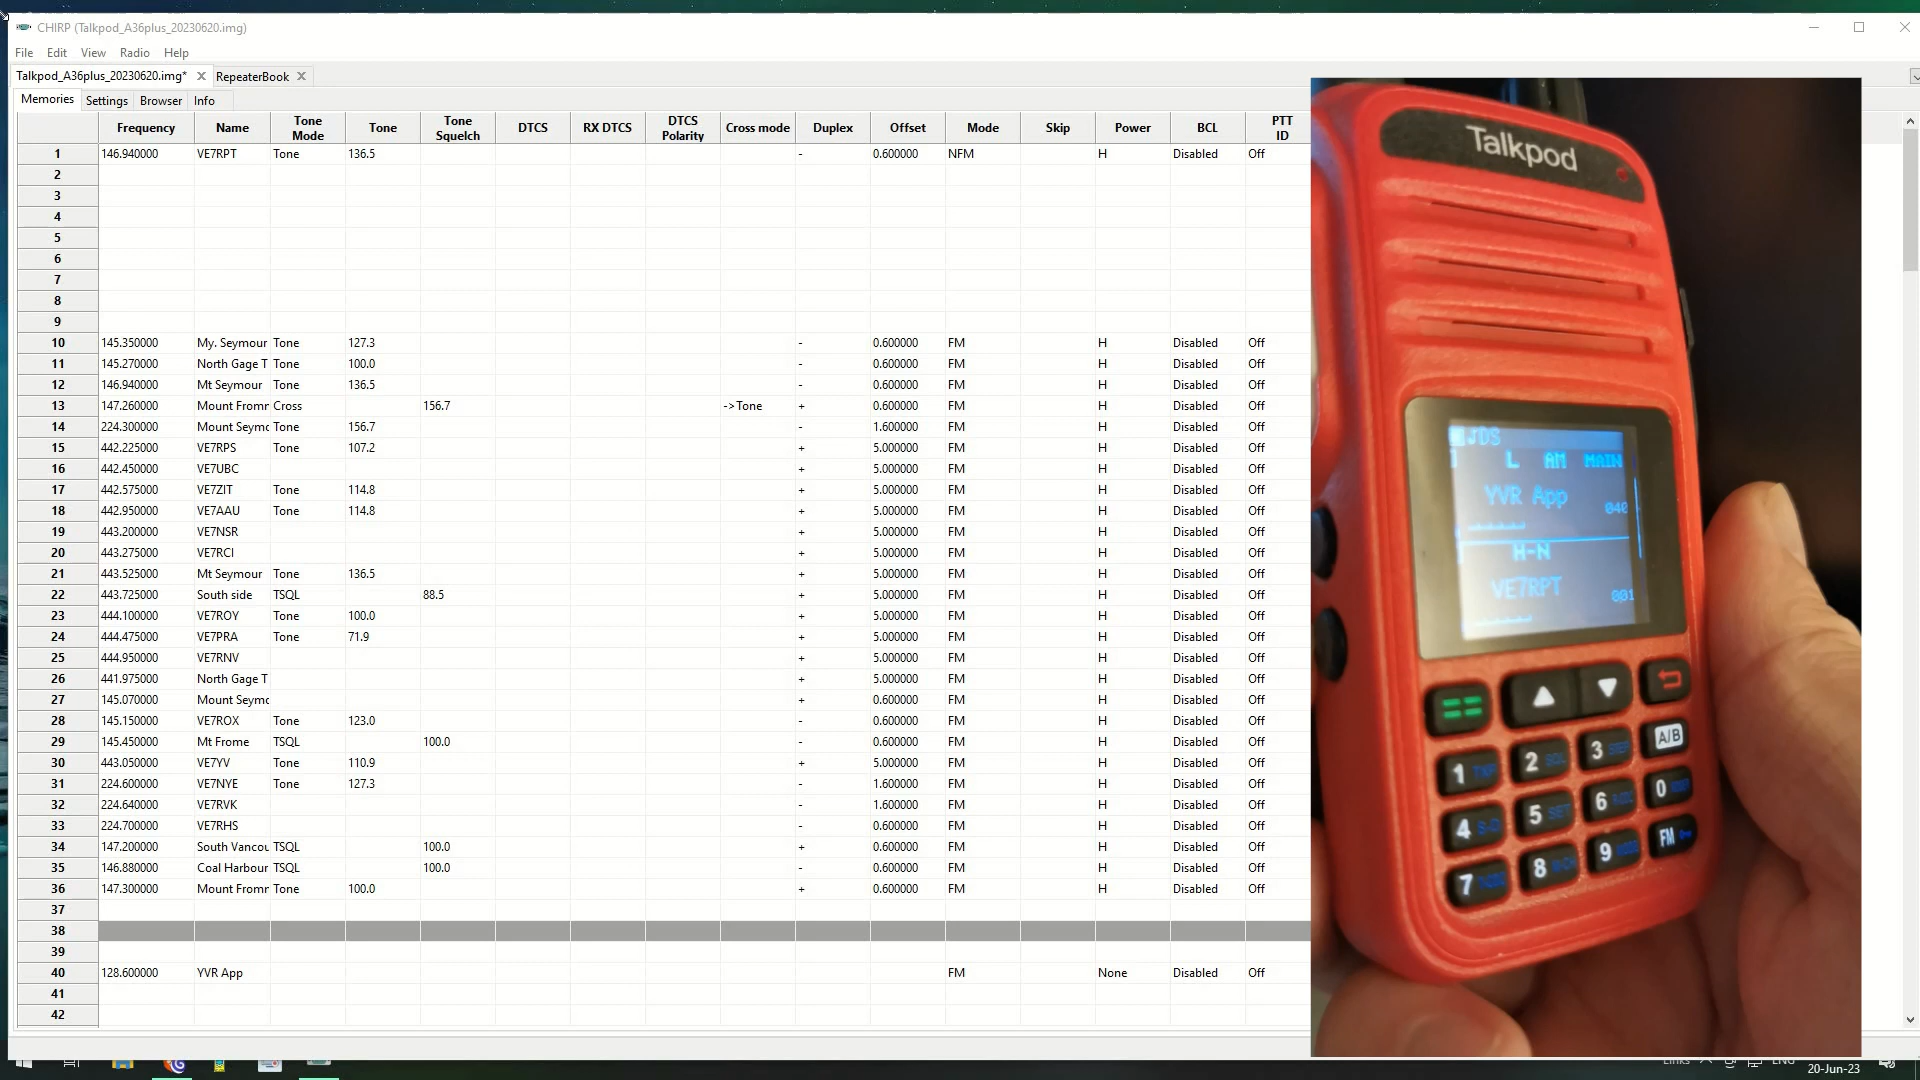 CHIRP (Talkpod_A36plus_20230620.img)
File Edit View Radio Help
Talkpod_A36plus_20230620.img* RepeaterBook
Memories Settings Browser Info
Frequency Name Tone Mode Tone Tone Squelch DTCS RX DTCS DTCS Polarity Cross mode Duplex Offset Mode Skip Power BCL PTT ID
1 146.940000 VE7RPT Tone 136.5 - 0.600000 NFM H Disabled Off
2
3
4
5
6
7
8
9
10 145.350000 My. Seymour Tone 127.3 - 0.600000 FM H Disabled Off
11 145.270000 North Gage T Tone 100.0 - 0.600000 FM H Disabled Off
12 146.940000 Mt Seymour Tone 136.5 - 0.600000 FM H Disabled Off
13 147.260000 Mount Fromr Cross 156.7 ->Tone + 0.600000 FM H Disabled Off
14 224.300000 Mount Seymc Tone 156.7 - 1.600000 FM H Disabled Off
15 442.225000 VE7RPS Tone 107.2 + 5.000000 FM H Disabled Off
16 442.450000 VE7UBC + 5.000000 FM H Disabled Off
17 442.575000 VE7ZIT Tone 114.8 + 5.000000 FM H Disabled Off
18 442.950000 VE7AAU Tone 114.8 + 5.000000 FM H Disabled Off
19 443.200000 VE7NSR + 5.000000 FM H Disabled Off
20 443.275000 VE7RCI + 5.000000 FM H Disabled Off
21 443.525000 Mt Seymour Tone 136.5 + 5.000000 FM H Disabled Off
22 443.725000 South side TSQL 88.5 + 5.000000 FM H Disabled Off
23 444.100000 VE7ROY Tone 100.0 + 5.000000 FM H Disabled Off
24 444.475000 VE7PRA Tone 71.9 + 5.000000 FM H Disabled Off
25 444.950000 VE7RNV + 5.000000 FM H Disabled Off
26 441.975000 North Gage T + 5.000000 FM H Disabled Off
27 145.070000 Mount Seymc + 0.600000 FM H Disabled Off
28 145.150000 VE7ROX Tone 123.0 - 0.600000 FM H Disabled Off
29 145.450000 Mt Frome TSQL 100.0 - 0.600000 FM H Disabled Off
30 443.050000 VE7YV Tone 110.9 + 5.000000 FM H Disabled Off
31 224.600000 VE7NYE Tone 127.3 - 1.600000 FM H Disabled Off
32 224.640000 VE7RVK - 1.600000 FM H Disabled Off
33 224.700000 VE7RHS - 0.600000 FM H Disabled Off
34 147.200000 South Vancou TSQL 100.0 + 0.600000 FM H Disabled Off
35 146.880000 Coal Harbour TSQL 100.0 - 0.600000 FM H Disabled Off
36 147.300000 Mount Fromr Tone 100.0 + 0.600000 FM H Disabled Off
37
38
39
40 128.600000 YVR App FM None Disabled Off
41
42
Talkpod
JDS
L AM MAIN
YVR App 040
H-N
VE7RPT 001
A/B
1 2 3
4 5 6 0
7 8 9 FM
20-Jun-23